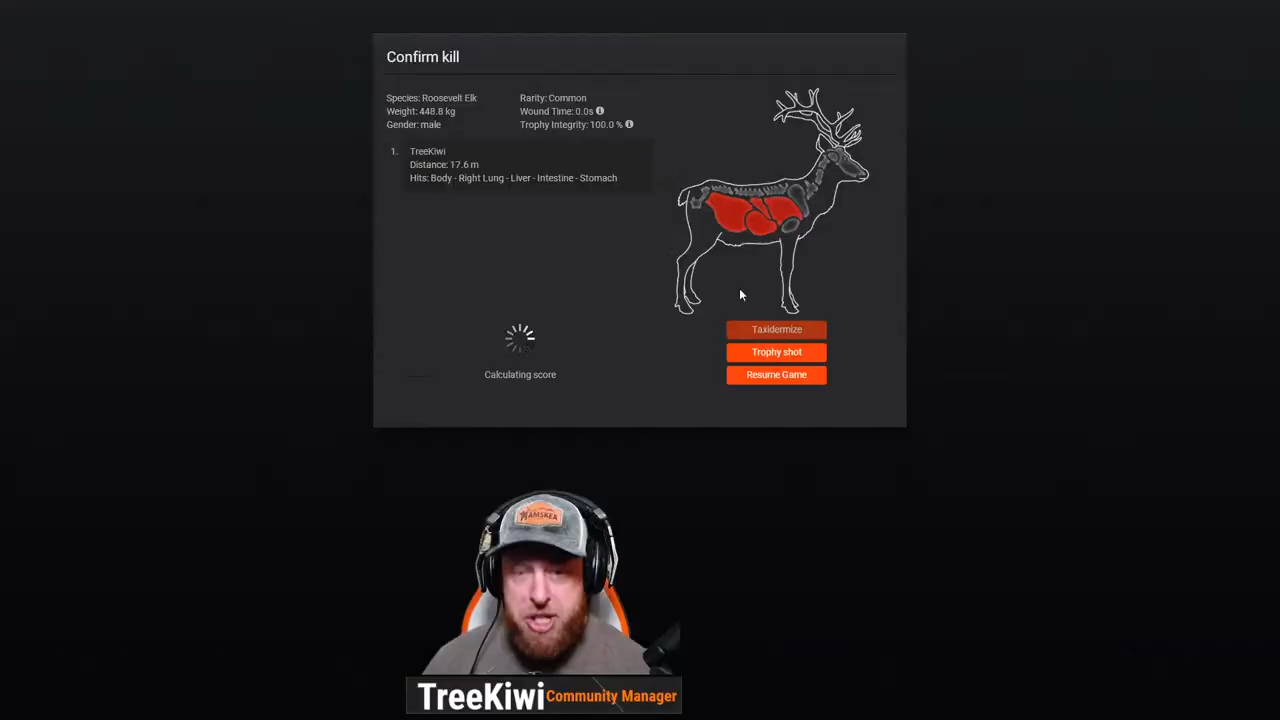 Confirm kill
Species: Roosevelt Elk
Rarity: Common
Weight: 448.8 kg
Wound Time: 0.0s
Gender: male
Trophy Integrity: 100.0 %
1. TreeKiwi
Distance: 17.6 m
Hits: Body - Right Lung - Liver - Intestine - Stomach
Taxidermize
Trophy shot
Calculating score
Resume Game
AMSKEA
TreeKiwi Community Manager